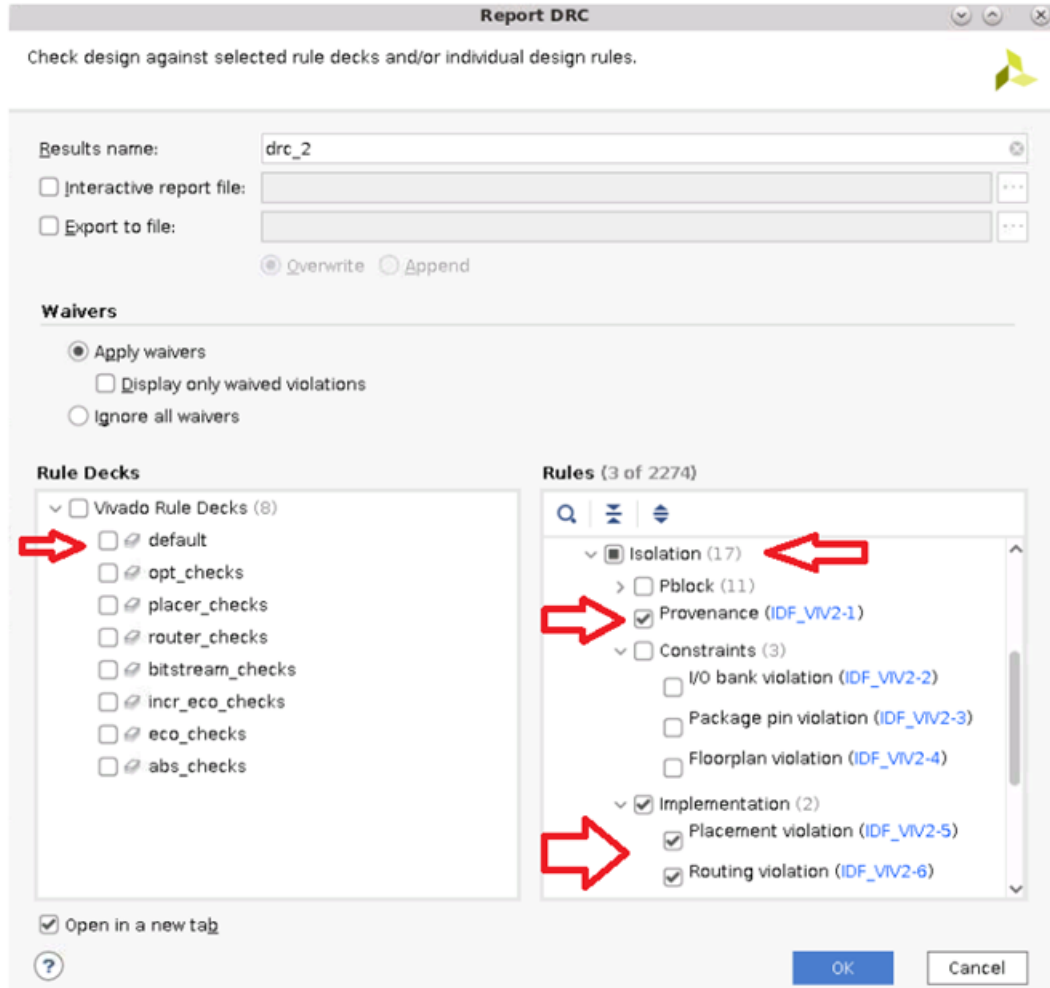 Report DRC
Check design against selected rule decks and/or individual design rules.
Results name: drc_2
Interactive report file: ...
Export to file: ...
Overwrite Append
Waivers
Apply waivers
Display only waived violations
Ignore all waivers
Rule Decks
Vivado Rule Decks (8)
default
opt_checks
placer_checks
router_checks
bitstream_checks
incr_eco_checks
eco_checks
abs_checks
Rules (3 of 2274)
Isolation (17)
Pblock (11)
Provenance (IDF_VIV2-1)
Constraints (3)
I/O bank violation (IDF_VIV2-2)
Package pin violation (IDF_VIV2-3)
Floorplan violation (IDF_VIV2-4)
Implementation (2)
Placement violation (IDF_VIV2-5)
Routing violation (IDF_VIV2-6)
Open in a new tab
?
OK Cancel